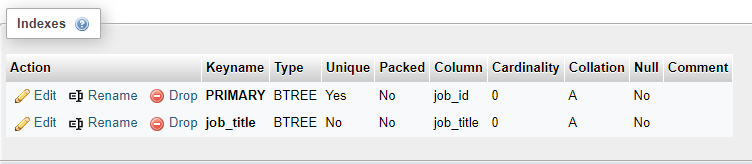 Indexes
Action Keyname Type Unique Packed Column Cardinality Collation Null Comment
Edit Rename Drop PRIMARY BTREE Yes No job_id 0 A No
Edit Rename Drop job_title BTREE No No job_title 0 A No